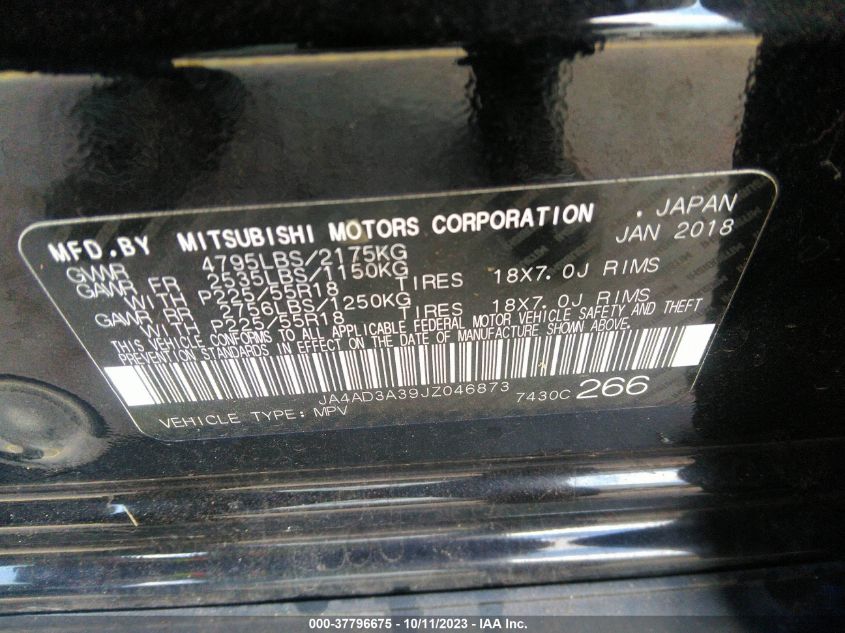 MFD.BY MITSUBISHI MOTORS CORPORATION . JAPAN
JAN 2018
GVWR 4795LBS/2175KG
GAWR FR 2535LBS/1150KG
WITH P225/55R18 TIRES 18X7.0J RIMS
GAWR RR 2756LBS/1250KG
WITH P225/55R18 TIRES 18X7.0J RIMS
THIS VEHICLE CONFORMS TO ALL APPLICABLE FEDERAL MOTOR VEHICLE SAFETY AND THEFT
PREVENTION STANDARDS IN EFFECT ON THE DATE OF MANUFACTURE SHOWN ABOVE.
JA4AD3A39JZ046873 7430C 266
VEHICLE TYPE: MPV
000-37796675 - 10/11/2023 - © IAA Inc.